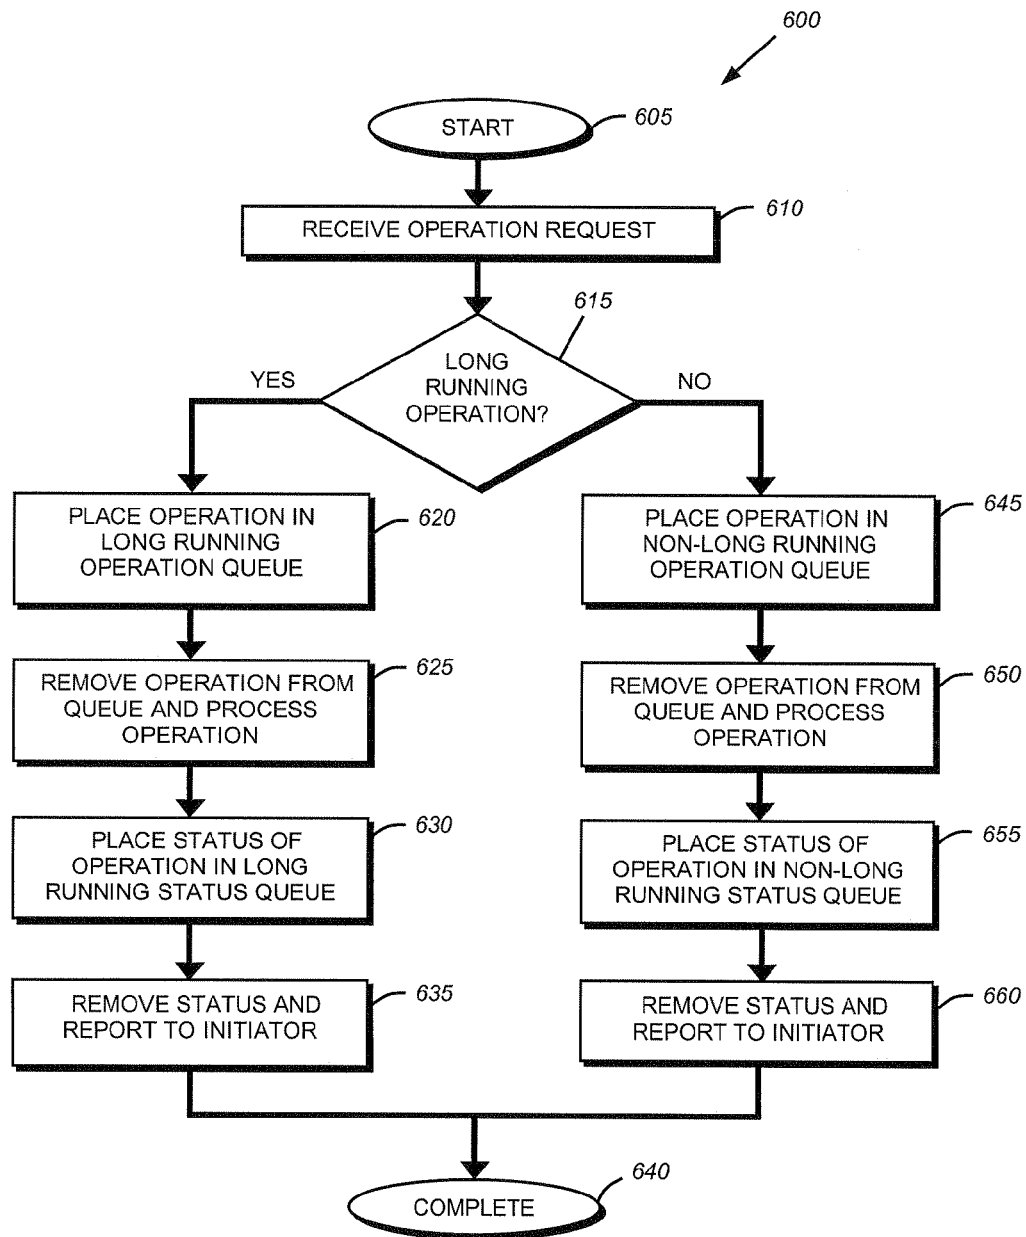 600
START
605
RECEIVE OPERATION REQUEST
610
615
LONG
RUNNING
OPERATION?
YES
NO
PLACE OPERATION IN
LONG RUNNING
OPERATION QUEUE
620
REMOVE OPERATION FROM
QUEUE AND PROCESS
OPERATION
625
PLACE STATUS OF
OPERATION IN LONG
RUNNING STATUS QUEUE
630
REMOVE STATUS AND
REPORT TO INITIATOR
635
PLACE OPERATION IN
NON-LONG RUNNING
OPERATION QUEUE
645
REMOVE OPERATION FROM
QUEUE AND PROCESS
OPERATION
650
PLACE STATUS OF
OPERATION IN NON-LONG
RUNNING STATUS QUEUE
655
REMOVE STATUS AND
REPORT TO INITIATOR
660
COMPLETE
640